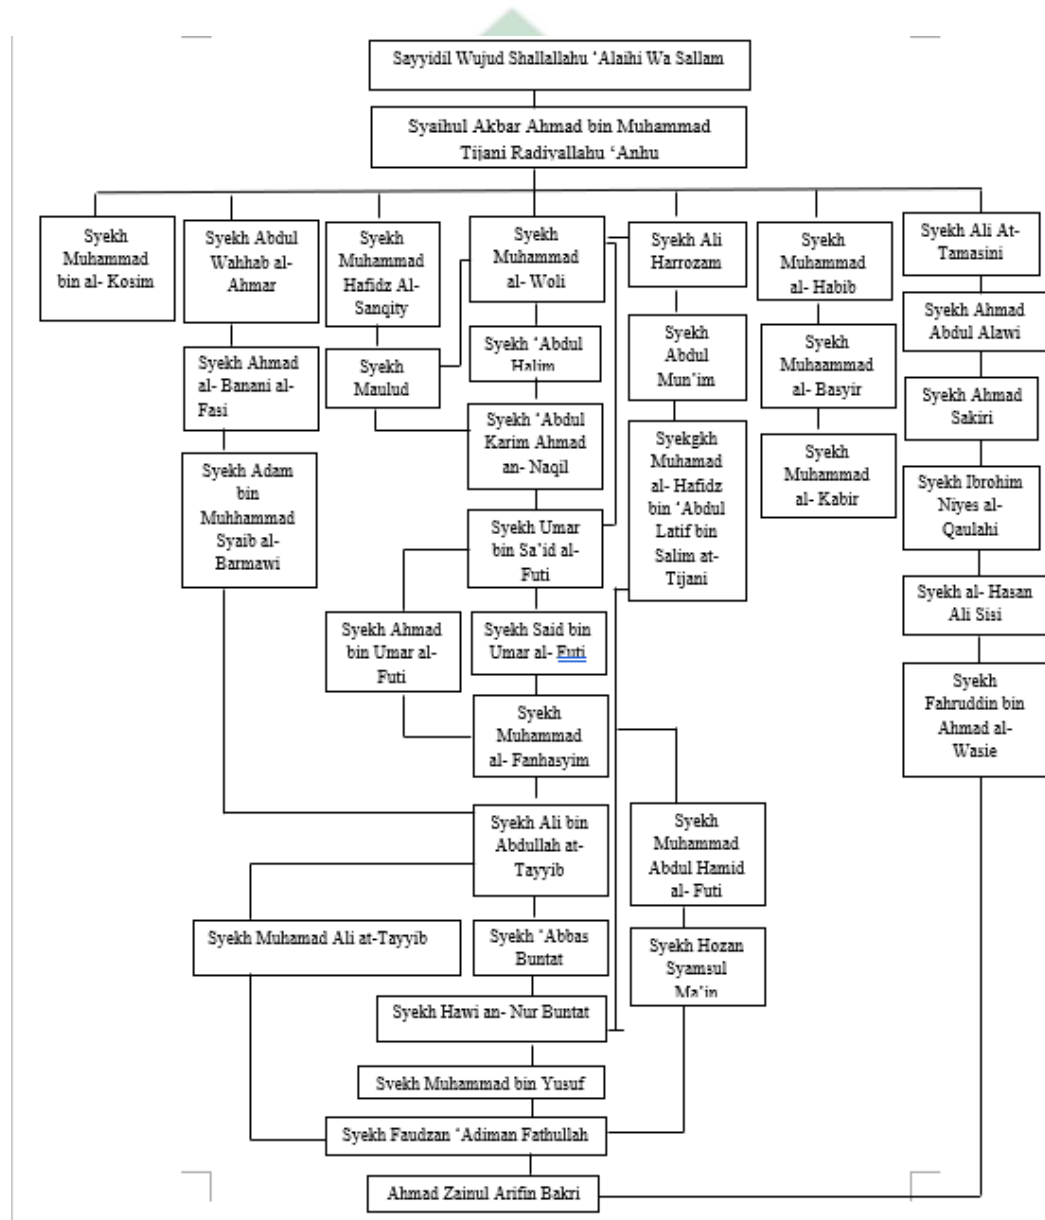 Sayyidil Wujud Shallallahu ‘Alaihi Wa Sallam
Syaihul Akbar Ahmad bin Muhammad
Tijani Radiyallahu ‘Anhu
Syekh
Muhammad
bin al- Kosim
Syekh Abdul
Wahhab al-
Ahmar
Syekh
Muhammad
Hafidz Al-
Sanqity
Syekh
Muhammad
al- Woli
Syekh Ali
Harrozam
Syekh
Muhammad
al- Habib
Syekh Ali At-
Tamasini
Syekh Ahmad
al- Banani al-
Fasi
Syekh
Maulud
Syekh ‘Abdul
Halim
Syekh
Abdul
Mun’im
Syekh
Muhaammad
al- Basyir
Syekh Ahmad
Abdul Alawi
Syekh Adam
bin
Muhhammad
Syaib al-
Barmawi
Syekh ‘Abdul
Karim Ahmad
an- Naqil
Syekgkh
Muhamad
al- Hafidz
bin ‘Abdul
Latif bin
Salim at-
Tijani
Syekh
Muhammad
al- Kabir
Syekh Ahmad
Sakiri
Syekh Umar
bin Sa’id al-
Futi
Syekh Ibrohim
Niyes al-
Qaulahi
Syekh Ahmad
bin Umar al-
Futi
Syekh Said bin
Umar al- Futi
Syekh al- Hasan
Ali Sisi
Syekh
Muhammad
al- Fanhasyim
Syekh
Fahruddin bin
Ahmad al-
Wasie
Syekh Ali bin
Abdullah at-
Tayyib
Syekh
Muhammad
Abdul Hamid
al- Futi
Syekh Muhamad Ali at-Tayyib
Syekh ‘Abbas
Buntat
Syekh Hozan
Syamsul
Ma’in
Syekh Hawi an- Nur Buntat
Syekh Muhammad bin Yusuf
Syekh Faudzan ‘Adiman Fathullah
Ahmad Zainul Arifin Bakri